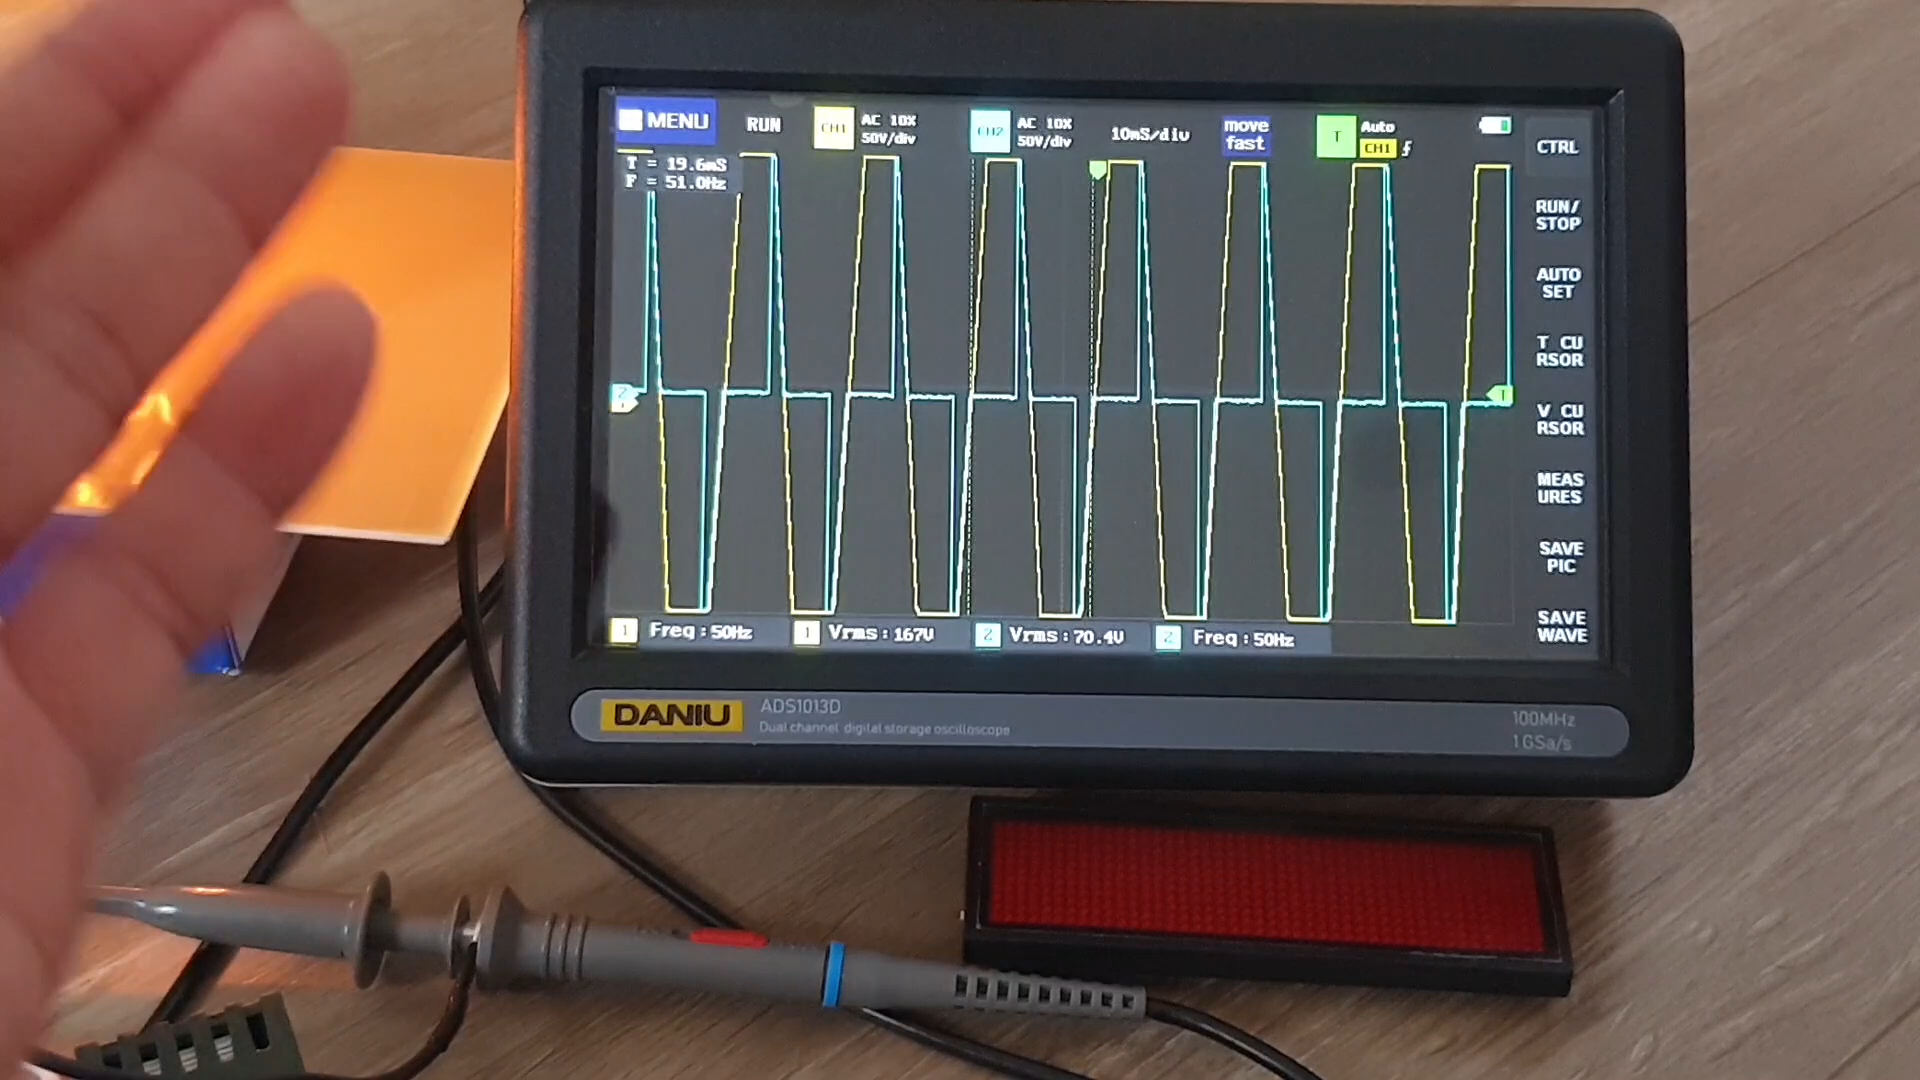 MENU
RUN
CH1
AC 10X
50V/div
CH2
AC 10X
50V/div
10mS/div
move
fast
T
Auto
CH1
CTRL
T = 19.6mS
F = 51.0Hz
RUN/
STOP
AUTO
SET
T CU
RSOR
2
T
V CU
RSOR
MEAS
URES
SAVE
PIC
SAVE
WAVE
1 Freq:50Hz
1 Vrms:167V
2 Vrms:70.4V
2 Freq:50Hz
DANIU
ADS1013D
Dual channel digital storage oscilloscope
100MHz
1GSa/s